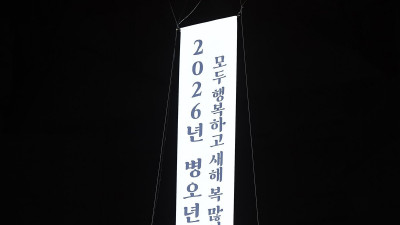 2026년 병오년
모두 행복하고 새해 복 많